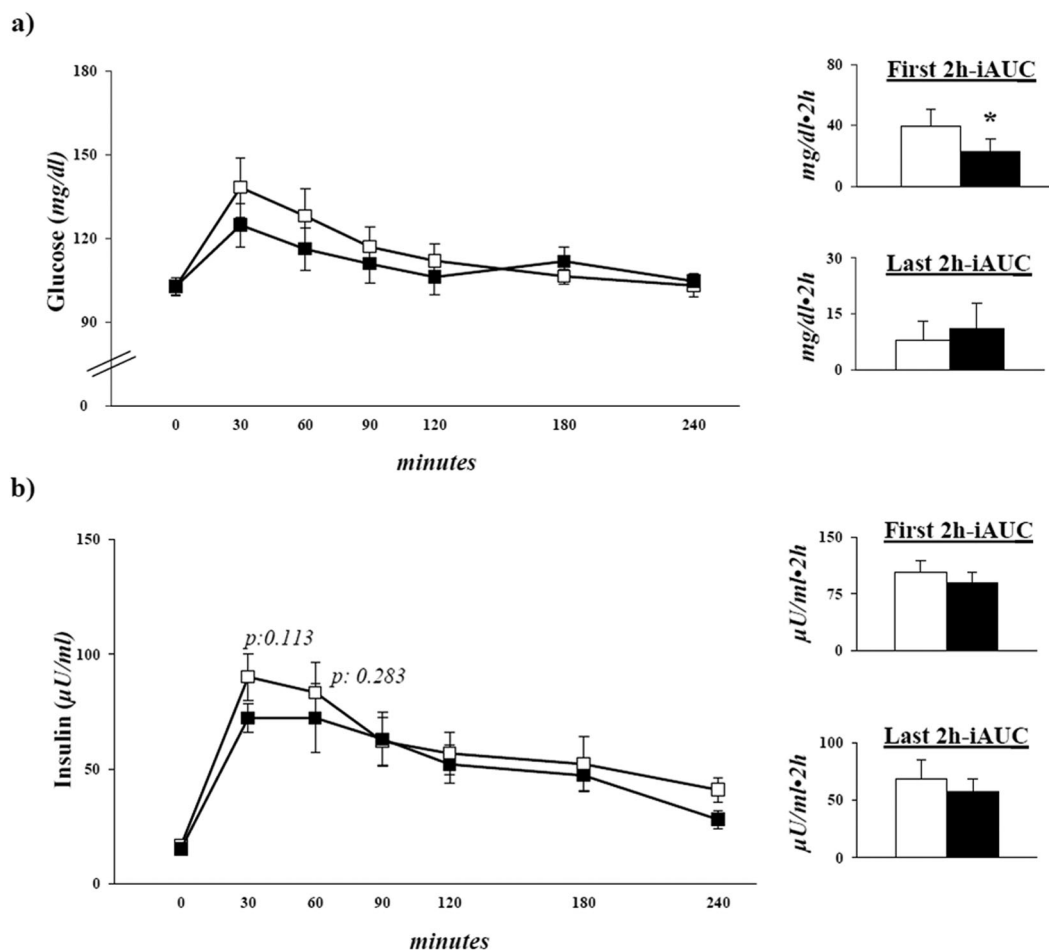 a)
180
150
120
90
0
Glucose (mg/dl)
0 30 60 90 120 180 240
minutes
First 2h-iAUC
80
40
0
mg/dl•2h
*
Last 2h-iAUC
30
15
0
mg/dl•2h
b)
150
100
50
0
Insulin (µU/ml)
p:0.113
p: 0.283
0 30 60 90 120 180 240
minutes
First 2h-iAUC
150
75
0
µU/ml•2h
Last 2h-iAUC
100
50
0
µU/ml•2h